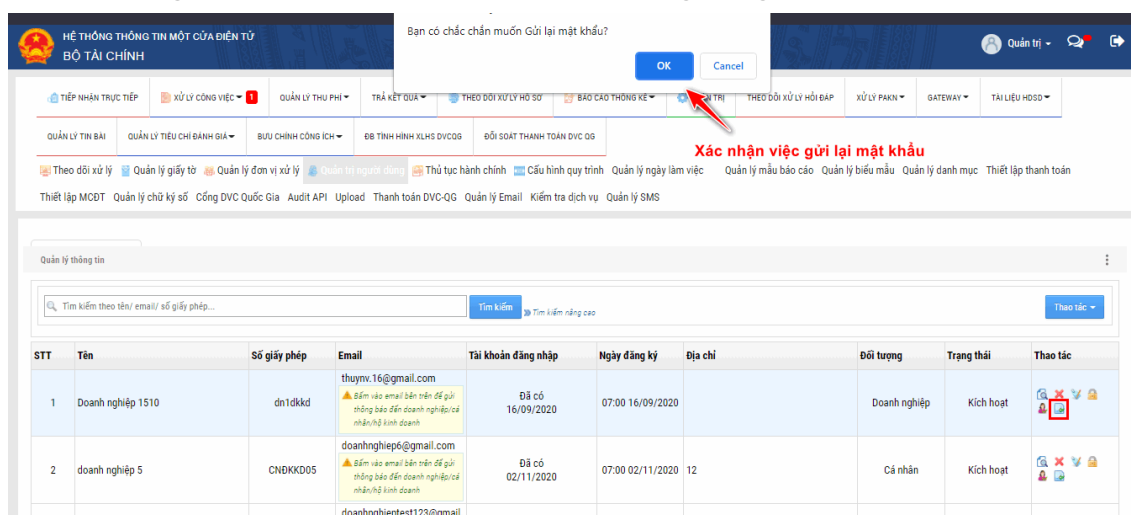 HỆ THỐNG THÔNG TIN MỘT CỬA ĐIỆN TỬ
BỘ TÀI CHÍNH
Bạn có chắc chắn muốn Gửi lại mật khẩu?
OK Cancel
Quản trị
TIẾP NHẬN TRỰC TIẾP XỬ LÝ CÔNG VIỆC 1 QUẢN LÝ THU PHÍ TRẢ KẾT QUẢ THEO DÕI XỬ LÝ HỒ SƠ BÁO CÁO THỐNG KÊ TRỊ THEO DÕI XỬ LÝ HỎI ĐÁP XỬ LÝ PAKN GATEWAY TÀI LIỆU HDSD
QUẢN LÝ TIN BÀI QUẢN LÝ TIÊU CHÍ ĐÁNH GIÁ BƯU CHÍNH CÔNG ÍCH ĐB TÌNH HÌNH XLHS DVCQG ĐỐI SOÁT THANH TOÁN DVC QG
Xác nhận việc gửi lại mật khẩu
Theo dõi xử lý Quản lý giấy tờ Quản lý đơn vị xử lý Quản trị người dùng Thủ tục hành chính Cấu hình quy trình Quản lý ngày làm việc Quản lý mẫu báo cáo Quản lý biểu mẫu Quản lý danh mục Thiết lập thanh toán
Thiết lập MCĐT Quản lý chữ ký số Cổng DVC Quốc Gia Audit API Upload Thanh toán DVC-QG Quản lý Email Kiểm tra dịch vụ Quản lý SMS
Quản lý thông tin
Tìm kiếm theo tên/ email/ số giấy phép... Tìm kiếm Tìm kiếm nâng cao Thao tác
STT Tên Số giấy phép Email Tài khoản đăng nhập Ngày đăng ký Địa chỉ Đối tượng Trạng thái Thao tác
1 Doanh nghiệp 1510 dn1dkkd thuynv.16@gmail.com Đã có 07:00 16/09/2020 Doanh nghiệp Kích hoạt
Bấm vào email bên trên để gửi
thông báo đến doanh nghiệp/cá
nhân/hộ kinh doanh
16/09/2020
2 doanh nghiệp 5 CNĐKKD05 doanhnghiep6@gmail.com Đã có 07:00 02/11/2020 12 Cá nhân Kích hoạt
Bấm vào email bên trên để gửi
thông báo đến doanh nghiệp/cá
nhân/hộ kinh doanh
02/11/2020
doanhnghieptest123@gmail